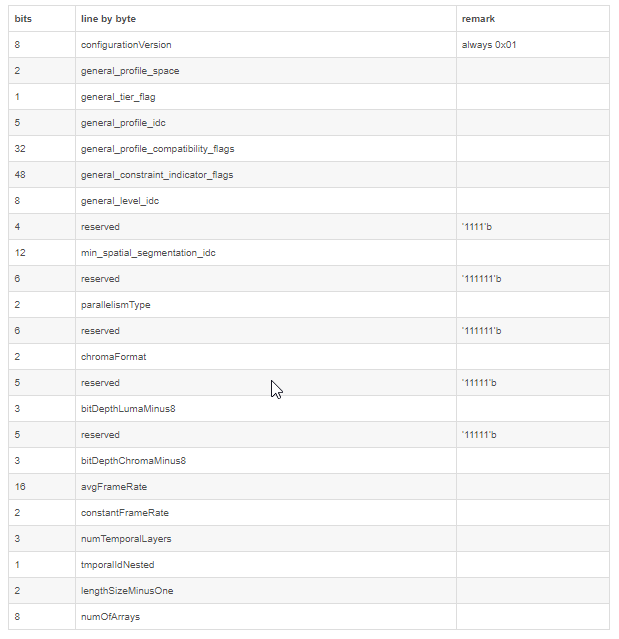 bits line by byte remark
8 configurationVersion always 0x01
2 general_profile_space
1 general_tier_flag
5 general_profile_idc
32 general_profile_compatibility_flags
48 general_constraint_indicator_flags
8 general_level_idc
4 reserved '1111'b
12 min_spatial_segmentation_idc
6 reserved '111111'b
2 parallelismType
6 reserved '111111'b
2 chromaFormat
5 reserved '11111'b
3 bitDepthLumaMinus8
5 reserved '11111'b
3 bitDepthChromaMinus8
16 avgFrameRate
2 constantFrameRate
3 numTemporalLayers
1 tmporalIdNested
2 lengthSizeMinusOne
8 numOfArrays